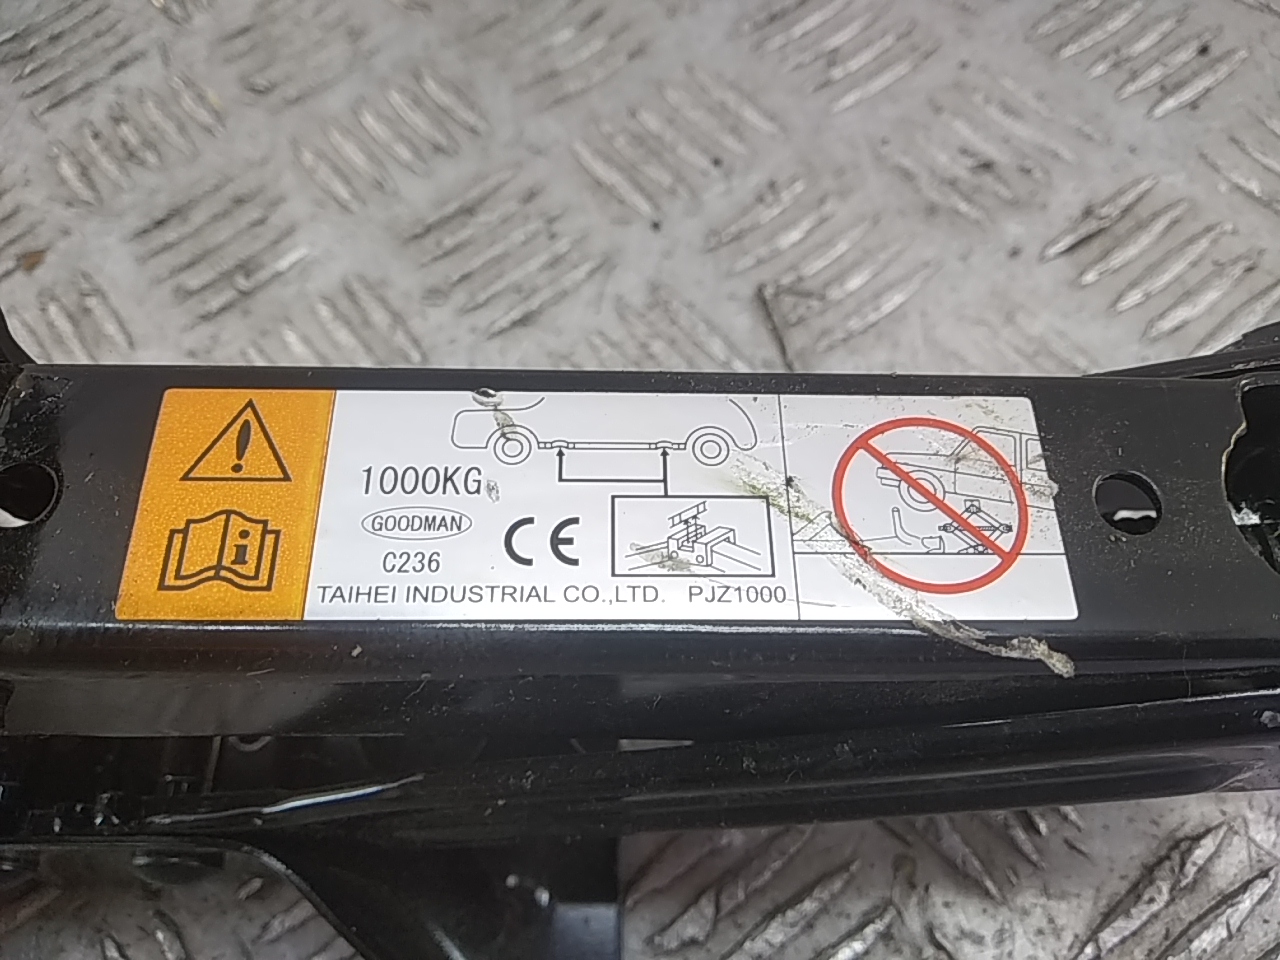 1000KG
GOODMAN
C236
CE
TAIHEI INDUSTRIAL CO.,LTD. PJZ1000